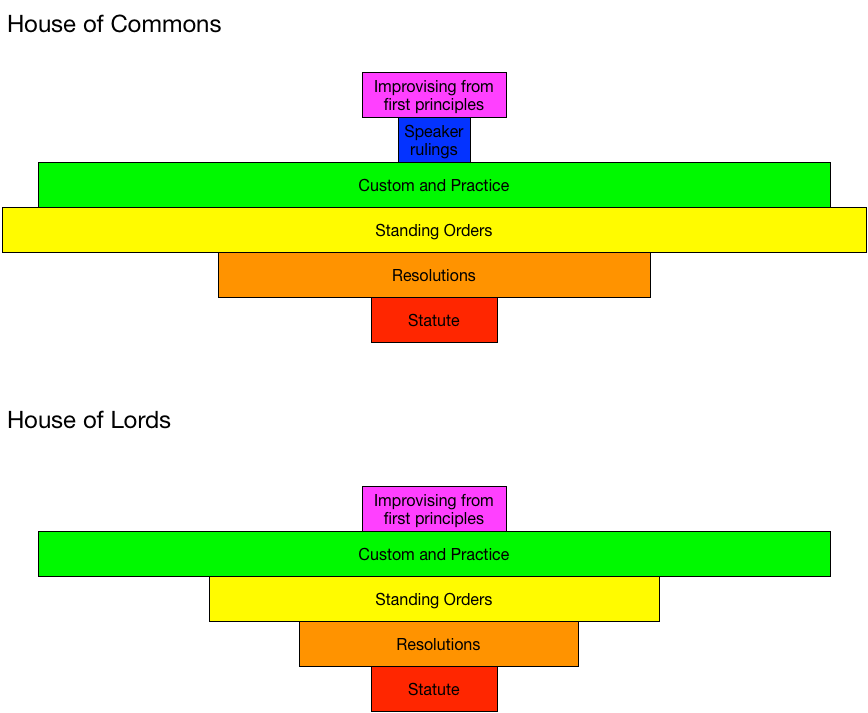 House of Commons
Improvising from
first principles
Speaker
rulings
Custom and Practice
Standing Orders
Resolutions
Statute
House of Lords
Improvising from
first principles
Custom and Practice
Standing Orders
Resolutions
Statute